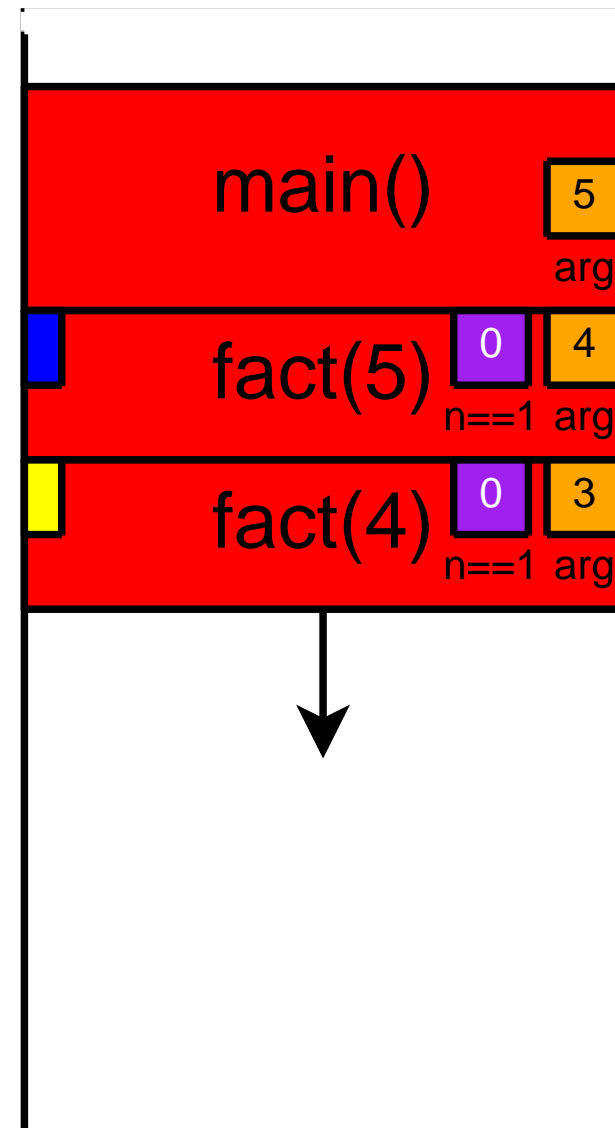 main() 5
arg
fact(5) 0 4
n==1 arg
fact(4) 0 3
n==1 arg